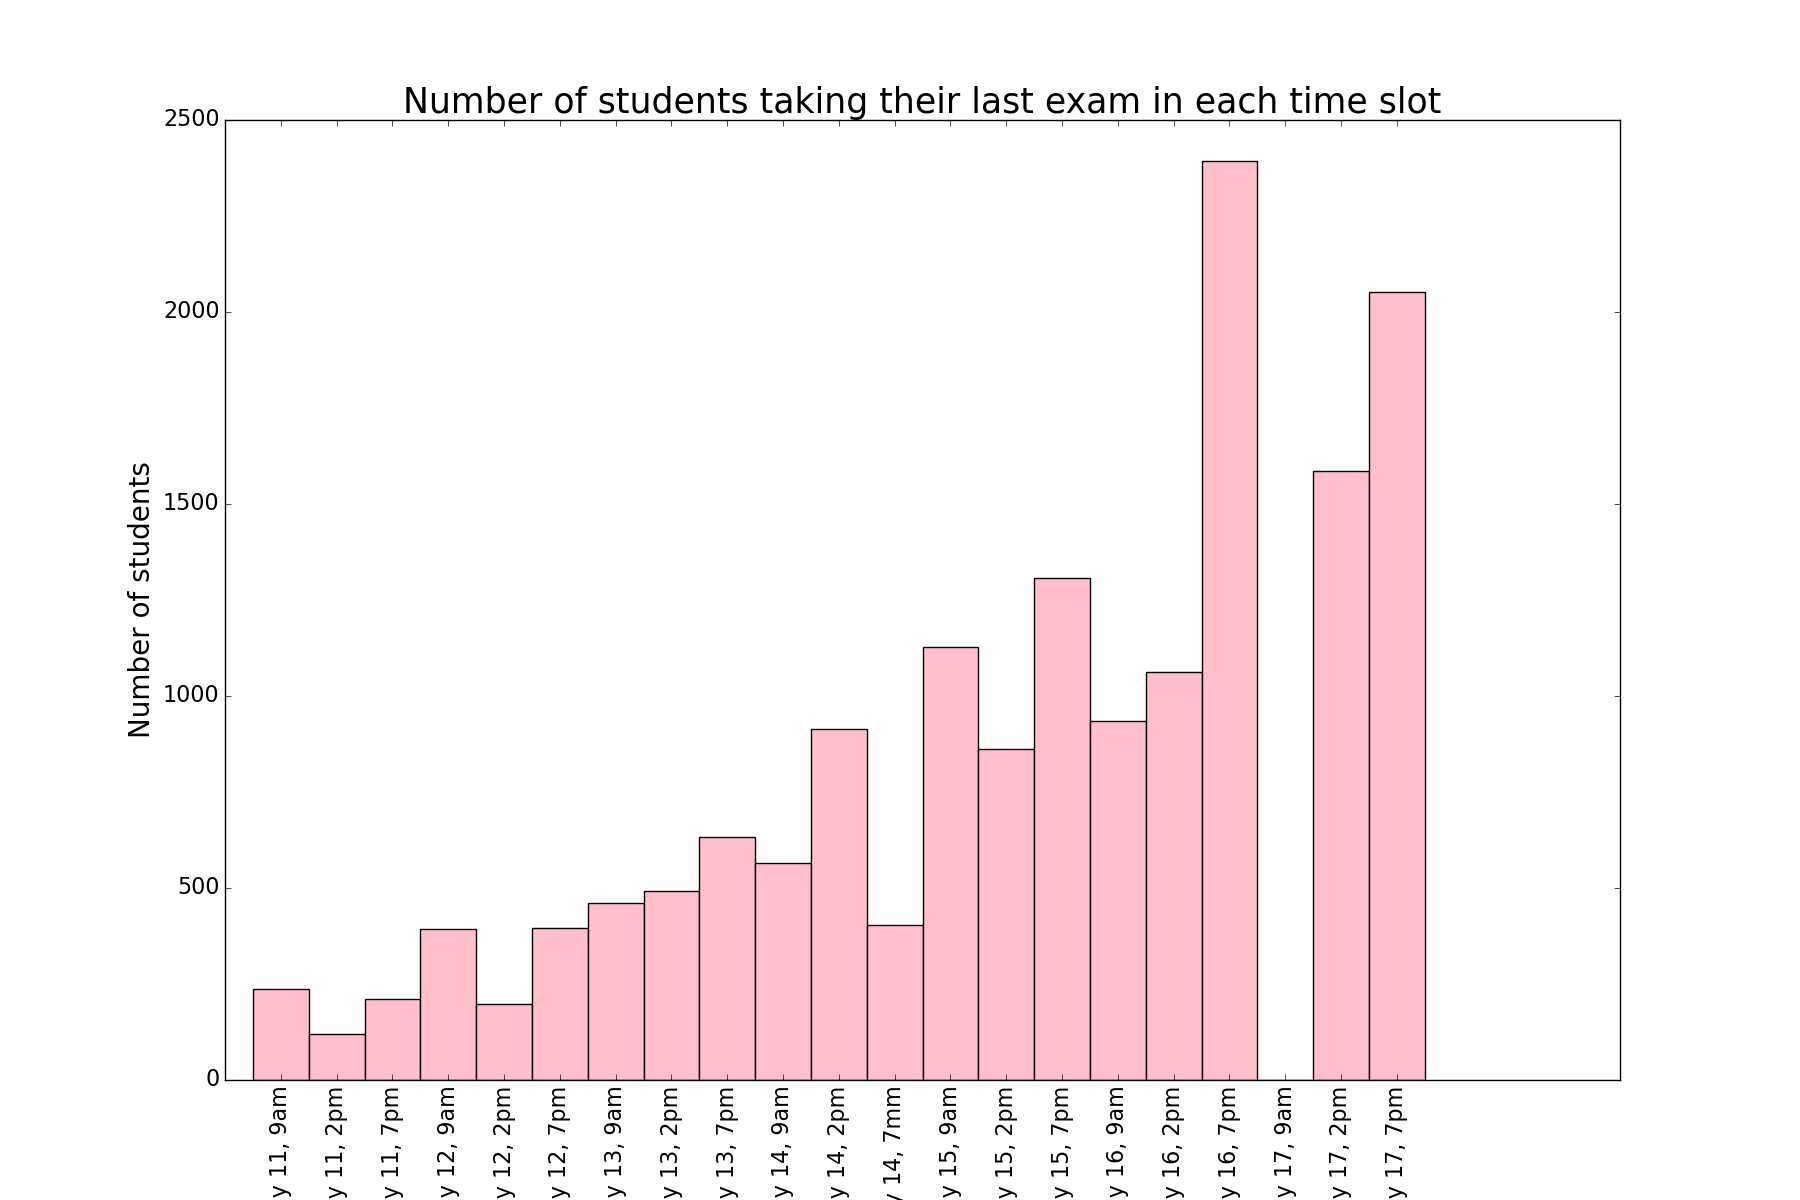 Number of students taking their last exam in each time slot
2500
2000
1500
1000
500
0
Number of students
y 11, 9am
y 11, 2pm
y 11, 7pm
y 12, 9am
y 12, 2pm
y 12, 7pm
y 13, 9am
y 13, 2pm
y 13, 7pm
y 14, 9am
y 14, 2pm
y 14, 7mm
y 15, 9am
y 15, 2pm
y 15, 7pm
y 16, 9am
y 16, 2pm
y 16, 7pm
y 17, 9am
y 17, 2pm
y 17, 7pm